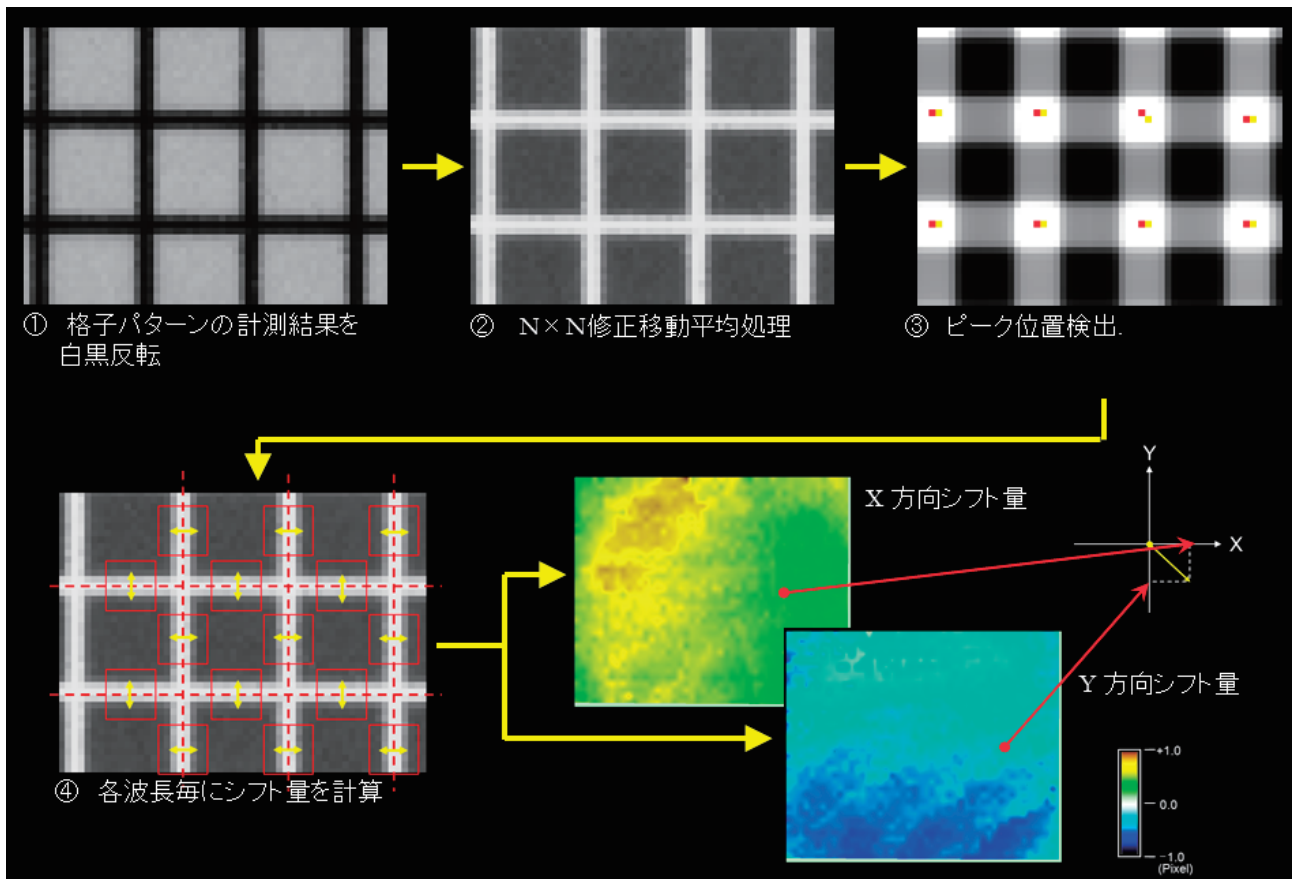 ① 格子パターンの計測結果を
白黒反転
② N×N修正移動平均処理
③ ピーク位置検出.
④ 各波長毎にシフト量を計算
X 方向シフト量
Y
X
Y 方向シフト量
+1.0
0.0
-1.0
(Pixel)